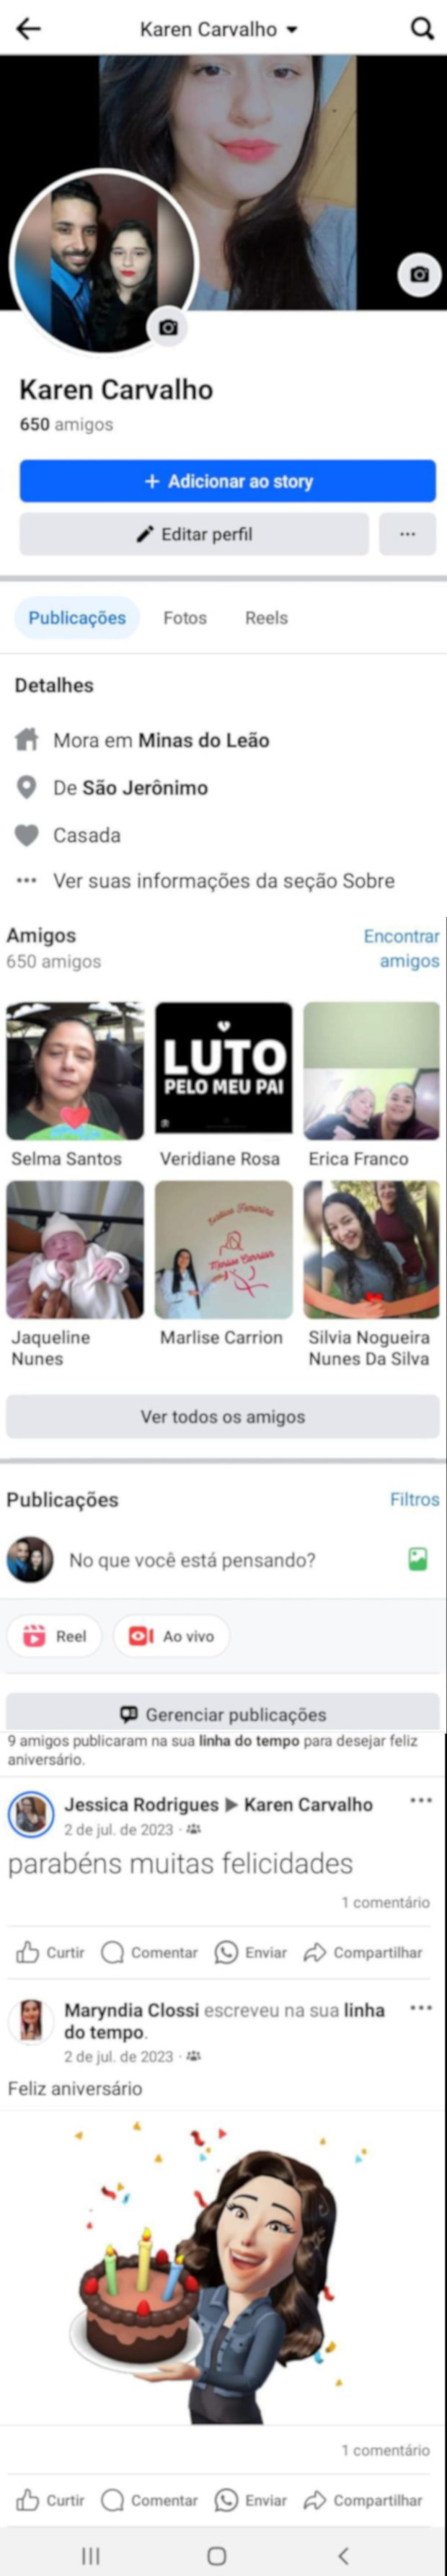 Karen Carvalho
Karen Carvalho
650 amigos
+ Adicionar ao story
Editar perfil
Publicações Fotos Reels
Detalhes
Mora em Minas do Leão
De São Jerônimo
Casada
Ver suas informações da seção Sobre
Amigos
Encontrar
650 amigos
amigos
LUTO
PELO MEU PAI
Selma Santos Veridiane Rosa Erica Franco
Marlise Carrion
Jaqueline Marlise Carrion Silvia Nogueira
Nunes Nunes Da Silva
Ver todos os amigos
Publicações Filtros
No que você está pensando?
Reel Ao vivo
Gerenciar publicações
9 amigos publicaram na sua linha do tempo para desejar feliz
aniversário.
Jessica Rodrigues ▶ Karen Carvalho
2 de jul. de 2023 ·
parabéns muitas felicidades
1 comentário
Curtir Comentar Enviar Compartilhar
Maryndia Clossi escreveu na sua linha
do tempo.
2 de jul. de 2023 ·
Feliz aniversário
1 comentário
Curtir Comentar Enviar Compartilhar